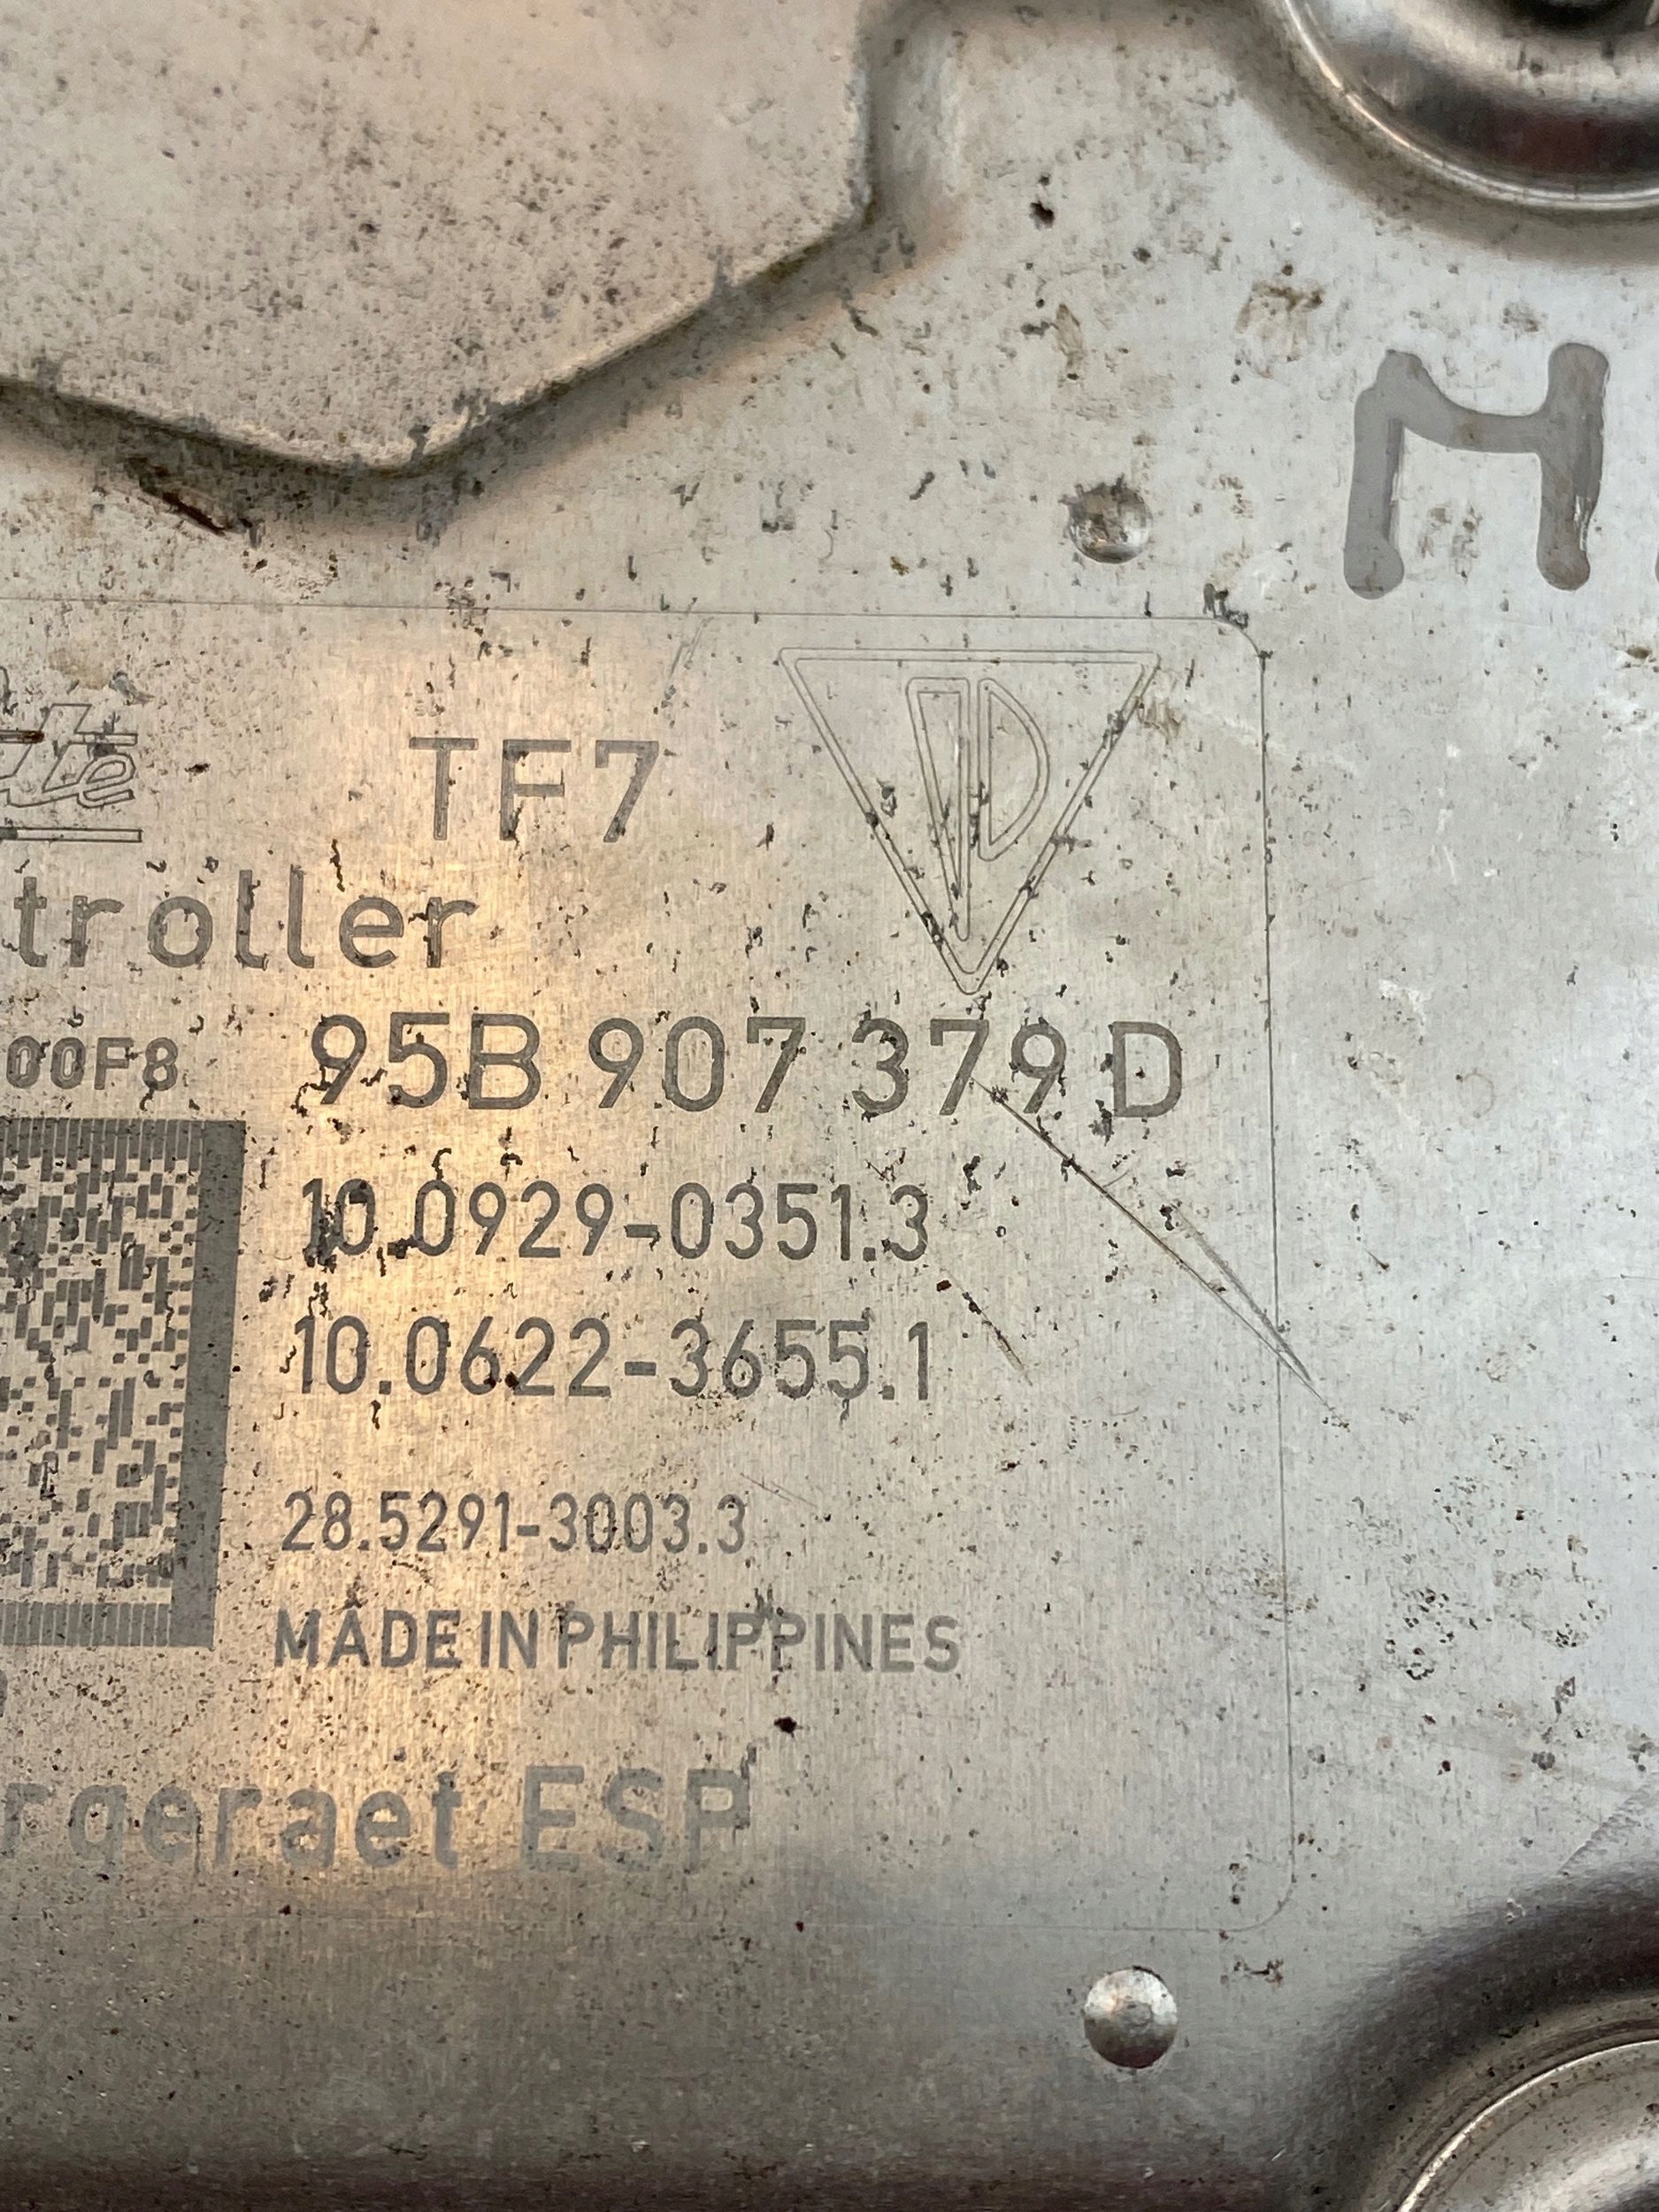 M
ate
TF7
troller
00F8
95B 907 379 D
10.0929-0351.3
10.0622-3655.1
28.5291-3003.3
MADE IN PHILIPPINES
rgeraet ESP